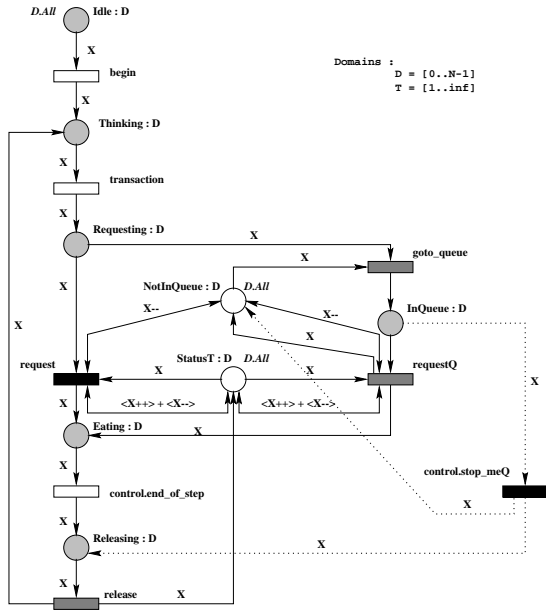 D.All Idle : D
X
Domains :
D = [0..N-1]
T = [1..inf]
begin
X
Thinking : D
X
transaction
X
Requesting : D
X
goto_queue
X
NotInQueue : D D.All
X
X
X--
X--
InQueue : D
X
X
StatusT : D D.All
request
X
X
requestQ
X
<X++> + <X-->
<X++> + <X-->
Eating : D
X
X
control.stop_meQ
control.end_of_step
X
X
Releasing : D
X
X
release
X